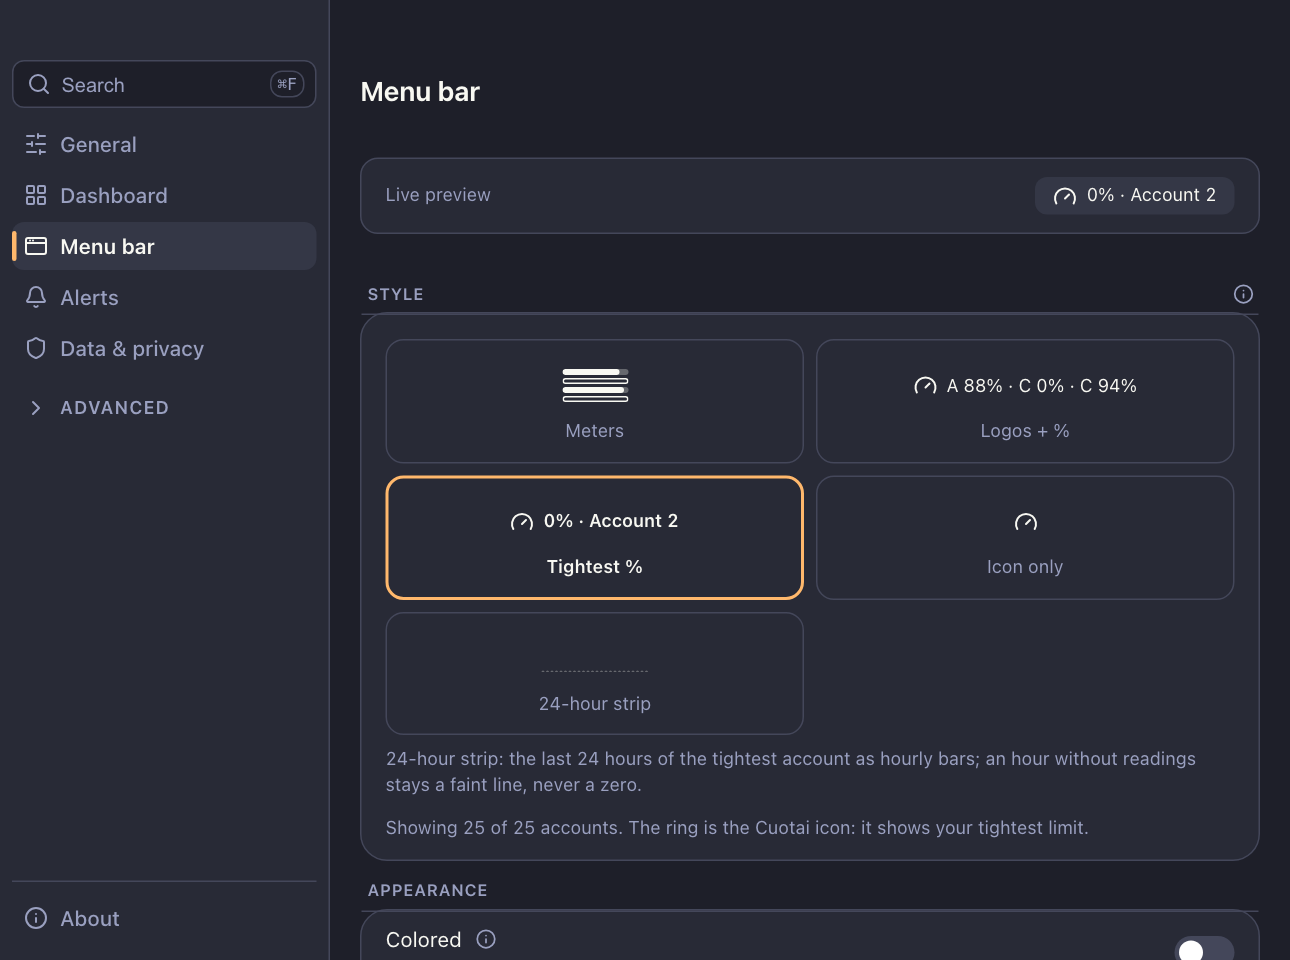 Search ⌘F
General
Dashboard
Menu bar
Alerts
Data & privacy
ADVANCED
About
Menu bar
Live preview
0% · Account 2
STYLE
Meters
A 88% · C 0% · C 94%
Logos + %
0% · Account 2
Tightest %
Icon only
24-hour strip
24-hour strip: the last 24 hours of the tightest account as hourly bars; an hour without readings
stays a faint line, never a zero.
Showing 25 of 25 accounts. The ring is the Cuotai icon: it shows your tightest limit.
APPEARANCE
Colored